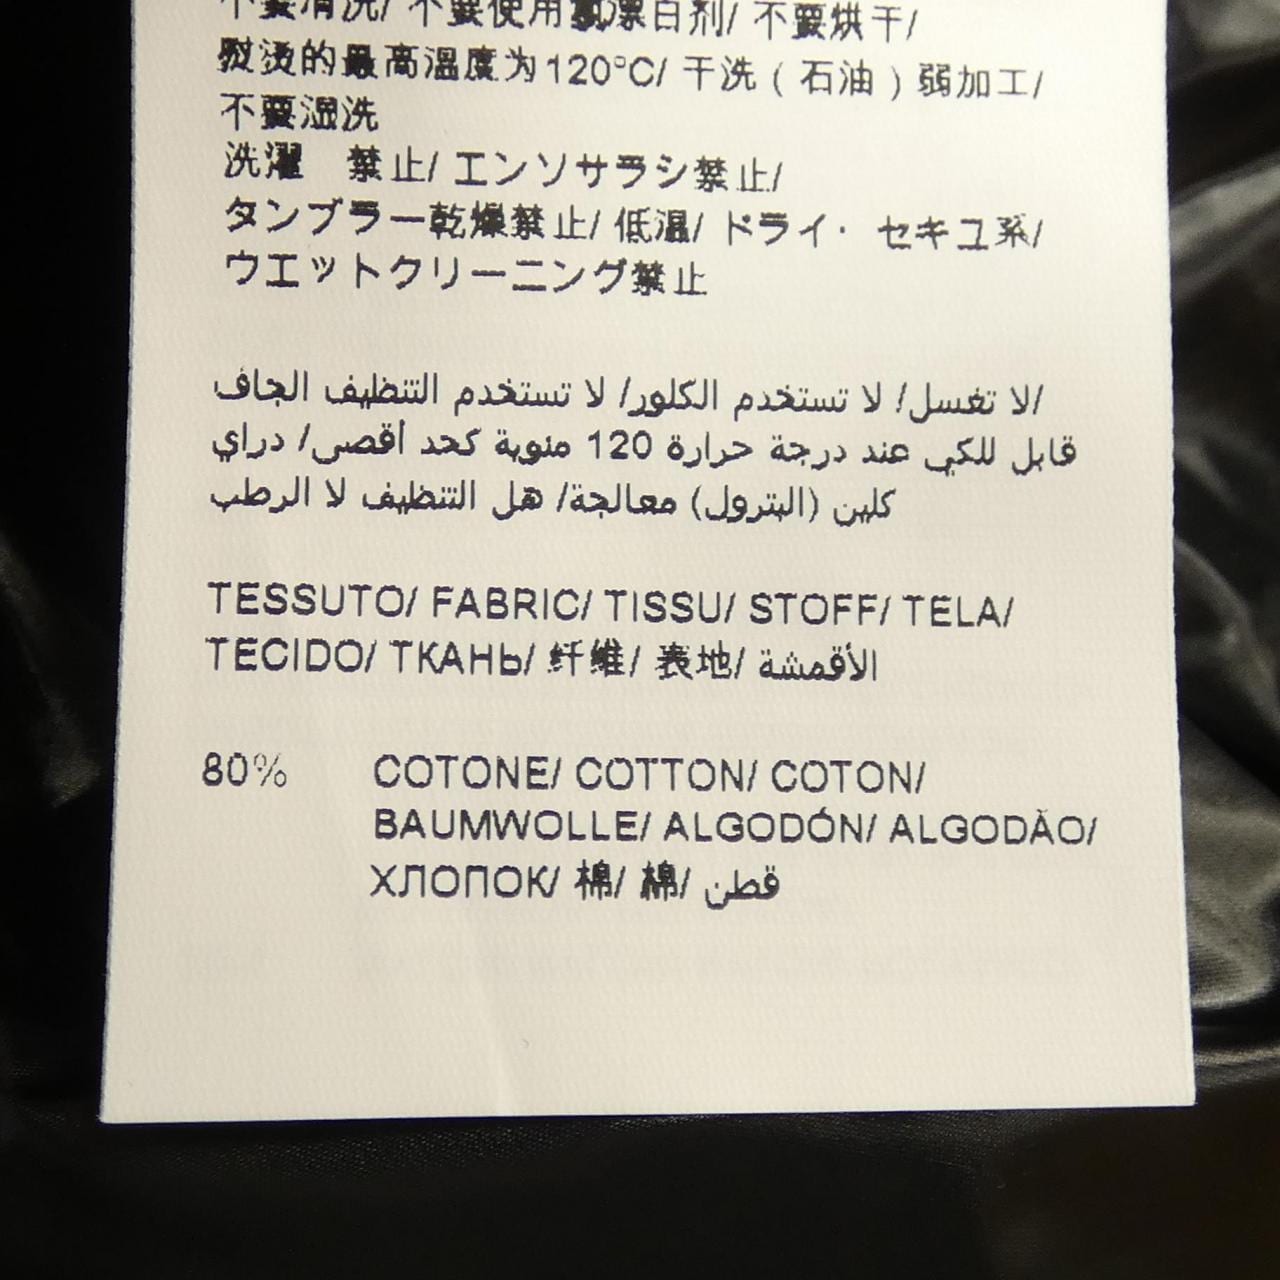 不要清洗/ 不要使用氯漂白剂/ 不要烘干/
熨烫的最高温度为120°C/ 干洗 ( 石油 ) 弱加工/
不要湿洗
洗濯 禁止/ エンソサラシ禁止/
タンブラー乾燥禁止/ 低温/ ドライ· セキユ系/
ウエットクリーニング禁止
لا تغسل/ لا تستخدم الكلور/ لا تستخدم التنظيف الجاف/
قابل للكي عند درجة حرارة 120 مئوية كحد أقصى/ دراي
كلين (البترول) معالجة/ هل التنظيف لا الرطب
TESSUTO/ FABRIC/ TISSU/ STOFF/ TELA/
TECIDO/ ТКАНЬ/ 纤维/ 表地/ الأقمشة
80% COTONE/ COTTON/ COTON/
BAUMWOLLE/ ALGODÓN/ ALGODÃO/
ХЛОПОК/ 棉/ 綿/ قطن